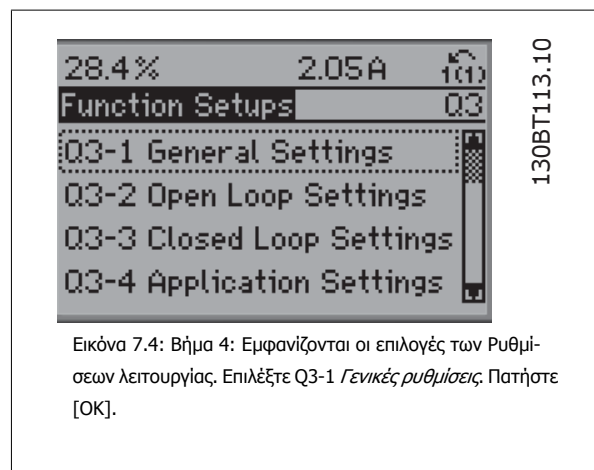 28.4% 2.05A 1(1)
Function Setups Q3
Q3-1 General Settings
Q3-2 Open Loop Settings
Q3-3 Closed Loop Settings
Q3-4 Application Settings
130BT113.10
Εικόνα 7.4: Βήμα 4: Εμφανίζονται οι επιλογές των Ρυθμί-
σεων λειτουργίας. Επιλέξτε Q3-1 Γενικές ρυθμίσεις. Πατήστε
[OK].